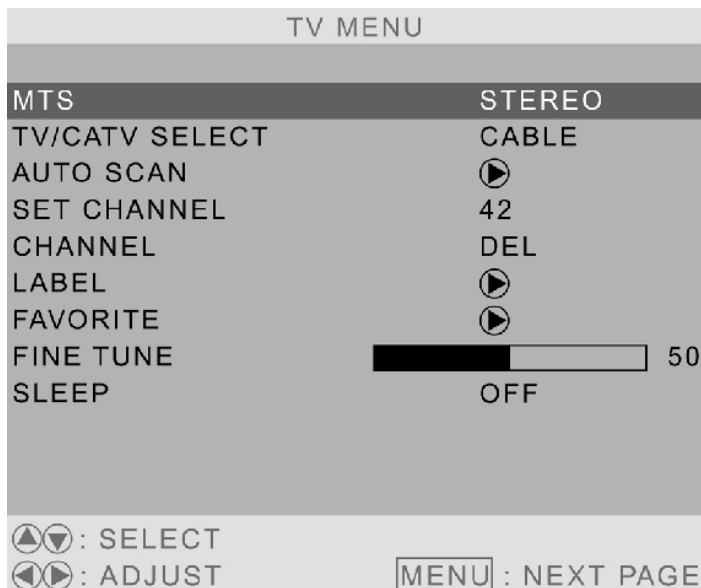 TV MENU
MTS STEREO
TV/CATV SELECT CABLE
AUTO SCAN
SET CHANNEL 42
CHANNEL DEL
LABEL
FAVORITE
FINE TUNE 50
SLEEP OFF
: SELECT
: ADJUST MENU : NEXT PAGE